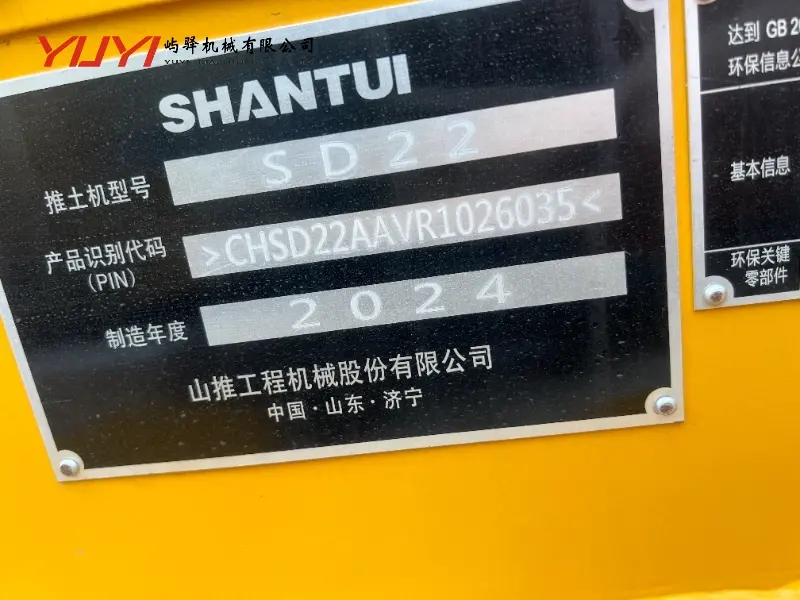 YUYI 屿驿机械有限公司
SHANTUI
推土机型号 SD22
产品识别代码 >CHSD22AAVR1026035<
(PIN)
制造年度 2024
山推工程机械股份有限公司
中国·山东·济宁
达到 GB 20
环保信息公
基本信息
环保关键
零部件